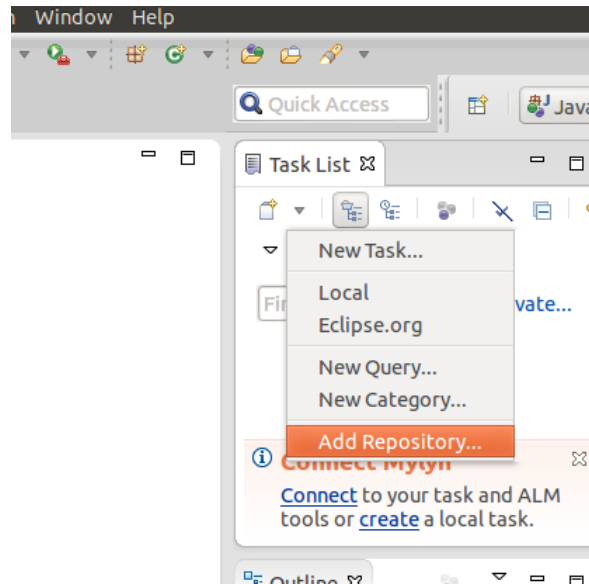 Window Help
Quick Access
Java
Task List
New Task...
Local
Eclipse.org
New Query...
New Category...
Add Repository...
Connect Mylyn
Connect to your task and ALM
tools or create a local task.
Outline